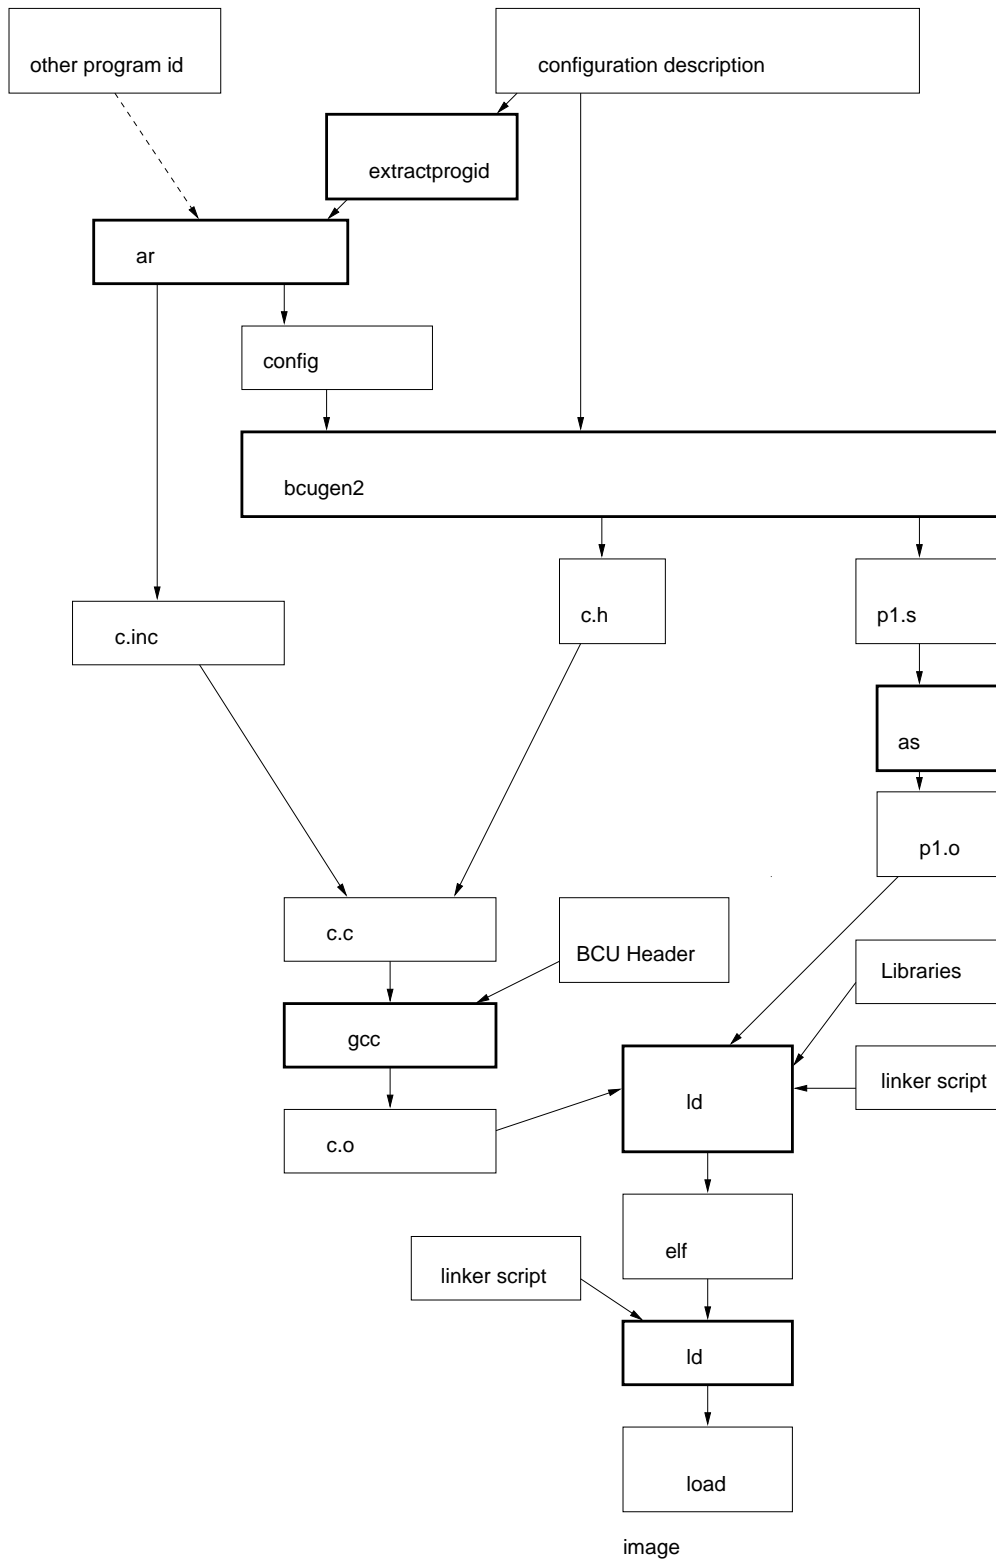 other program id
configuration description
extractprogid
ar
config
bcugen2
c.inc
c.h
p1.s
as
p1.o
c.c
BCU Header
Libraries
gcc
ld
linker script
c.o
elf
linker script
ld
load
image